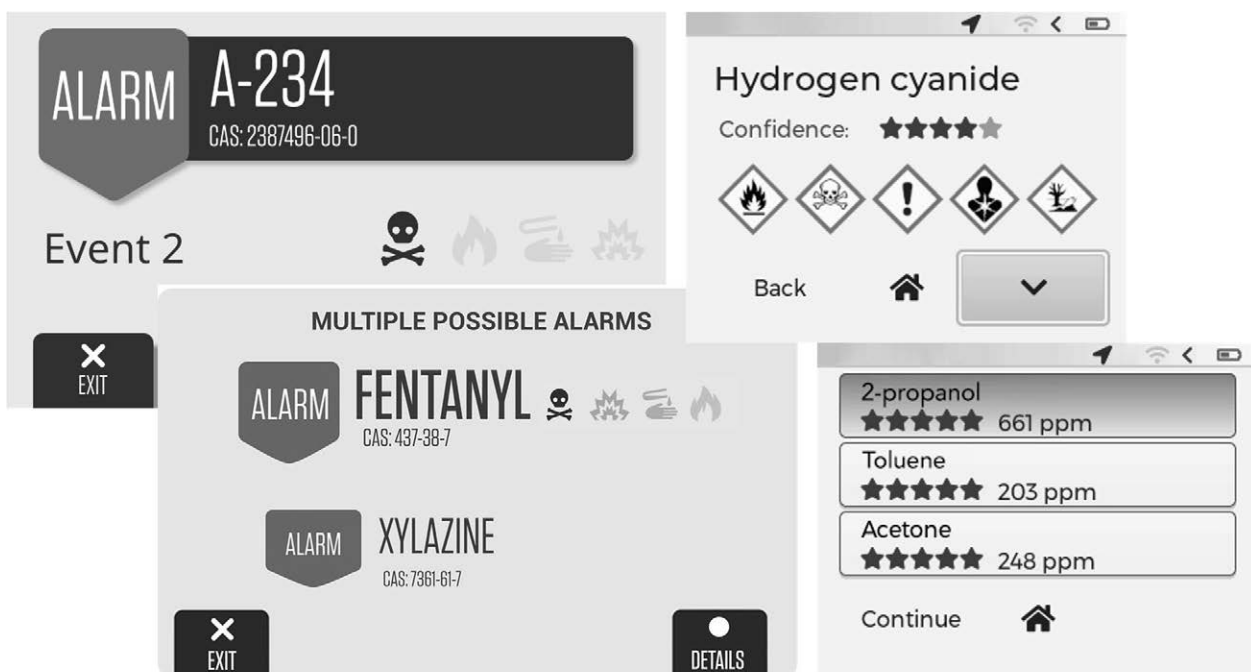 ALARM
A-234
CAS: 2387496-06-0
Event 2
EXIT
Hydrogen cyanide
Confidence:
Back
MULTIPLE POSSIBLE ALARMS
ALARM
FENTANYL
CAS: 437-38-7
ALARM
XYLAZINE
CAS: 7361-61-7
EXIT
DETAILS
2-propanol
661 ppm
Toluene
203 ppm
Acetone
248 ppm
Continue